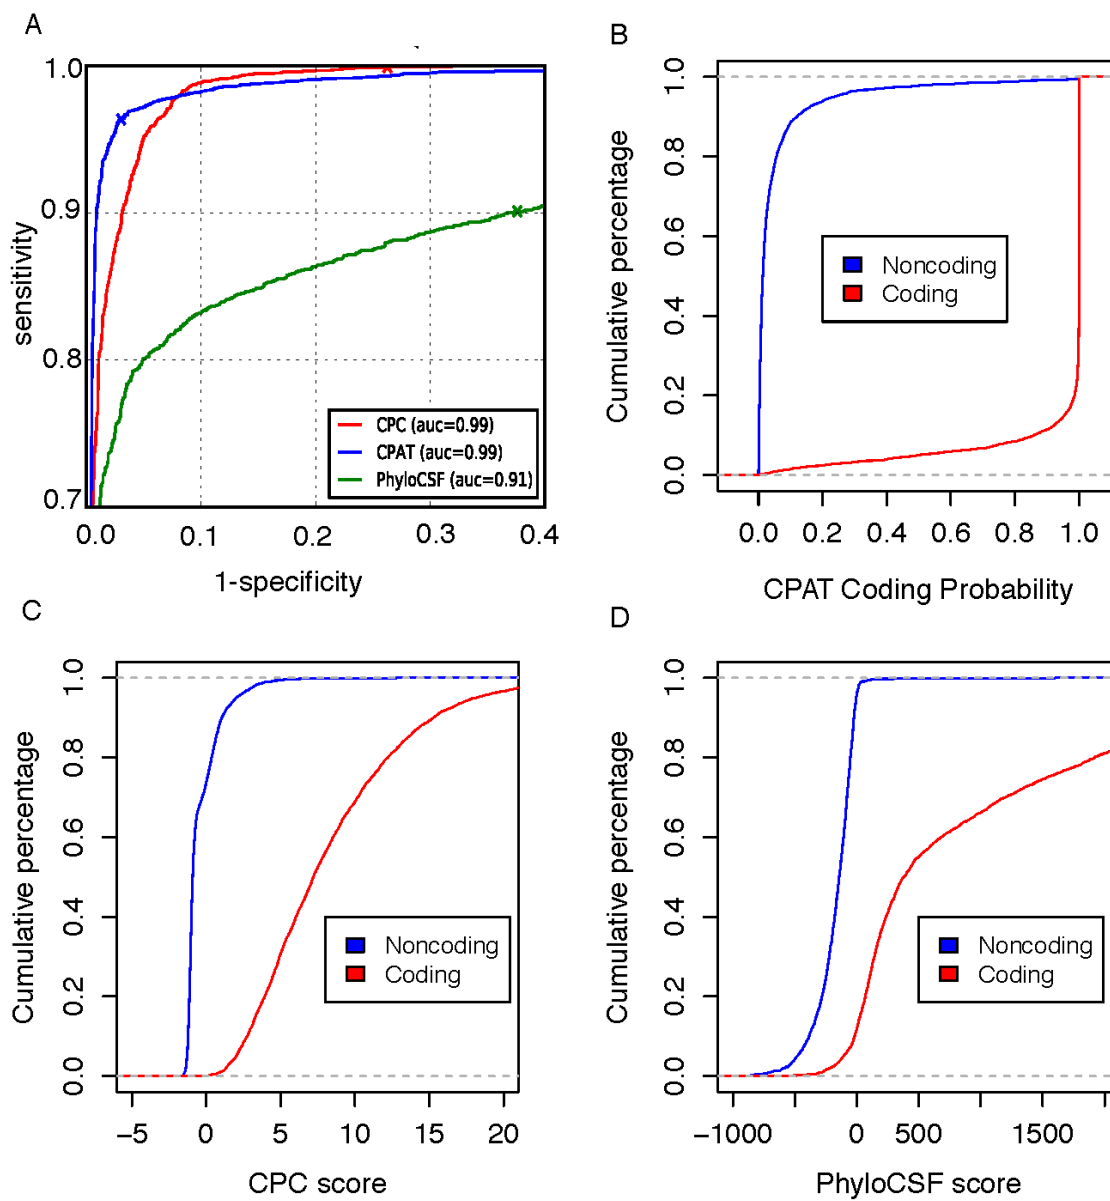 A
1.0
0.9
0.8
0.7
sensitivity
CPC (auc=0.99)
CPAT (auc=0.99)
PhyloCSF (auc=0.91)
0.0 0.1 0.2 0.3 0.4
1-specificity
B
1.0
0.8
0.6
0.4
0.2
0.0
Cumulative percentage
Noncoding
Coding
0.0 0.2 0.4 0.6 0.8 1.0
CPAT Coding Probability
C
1.0
0.8
0.6
0.4
0.2
0.0
Cumulative percentage
Noncoding
Coding
−5 0 5 10 15 20
CPC score
D
1.0
0.8
0.6
0.4
0.2
0.0
Cumulative percentage
Noncoding
Coding
−1000 0 500 1500
PhyloCSF score